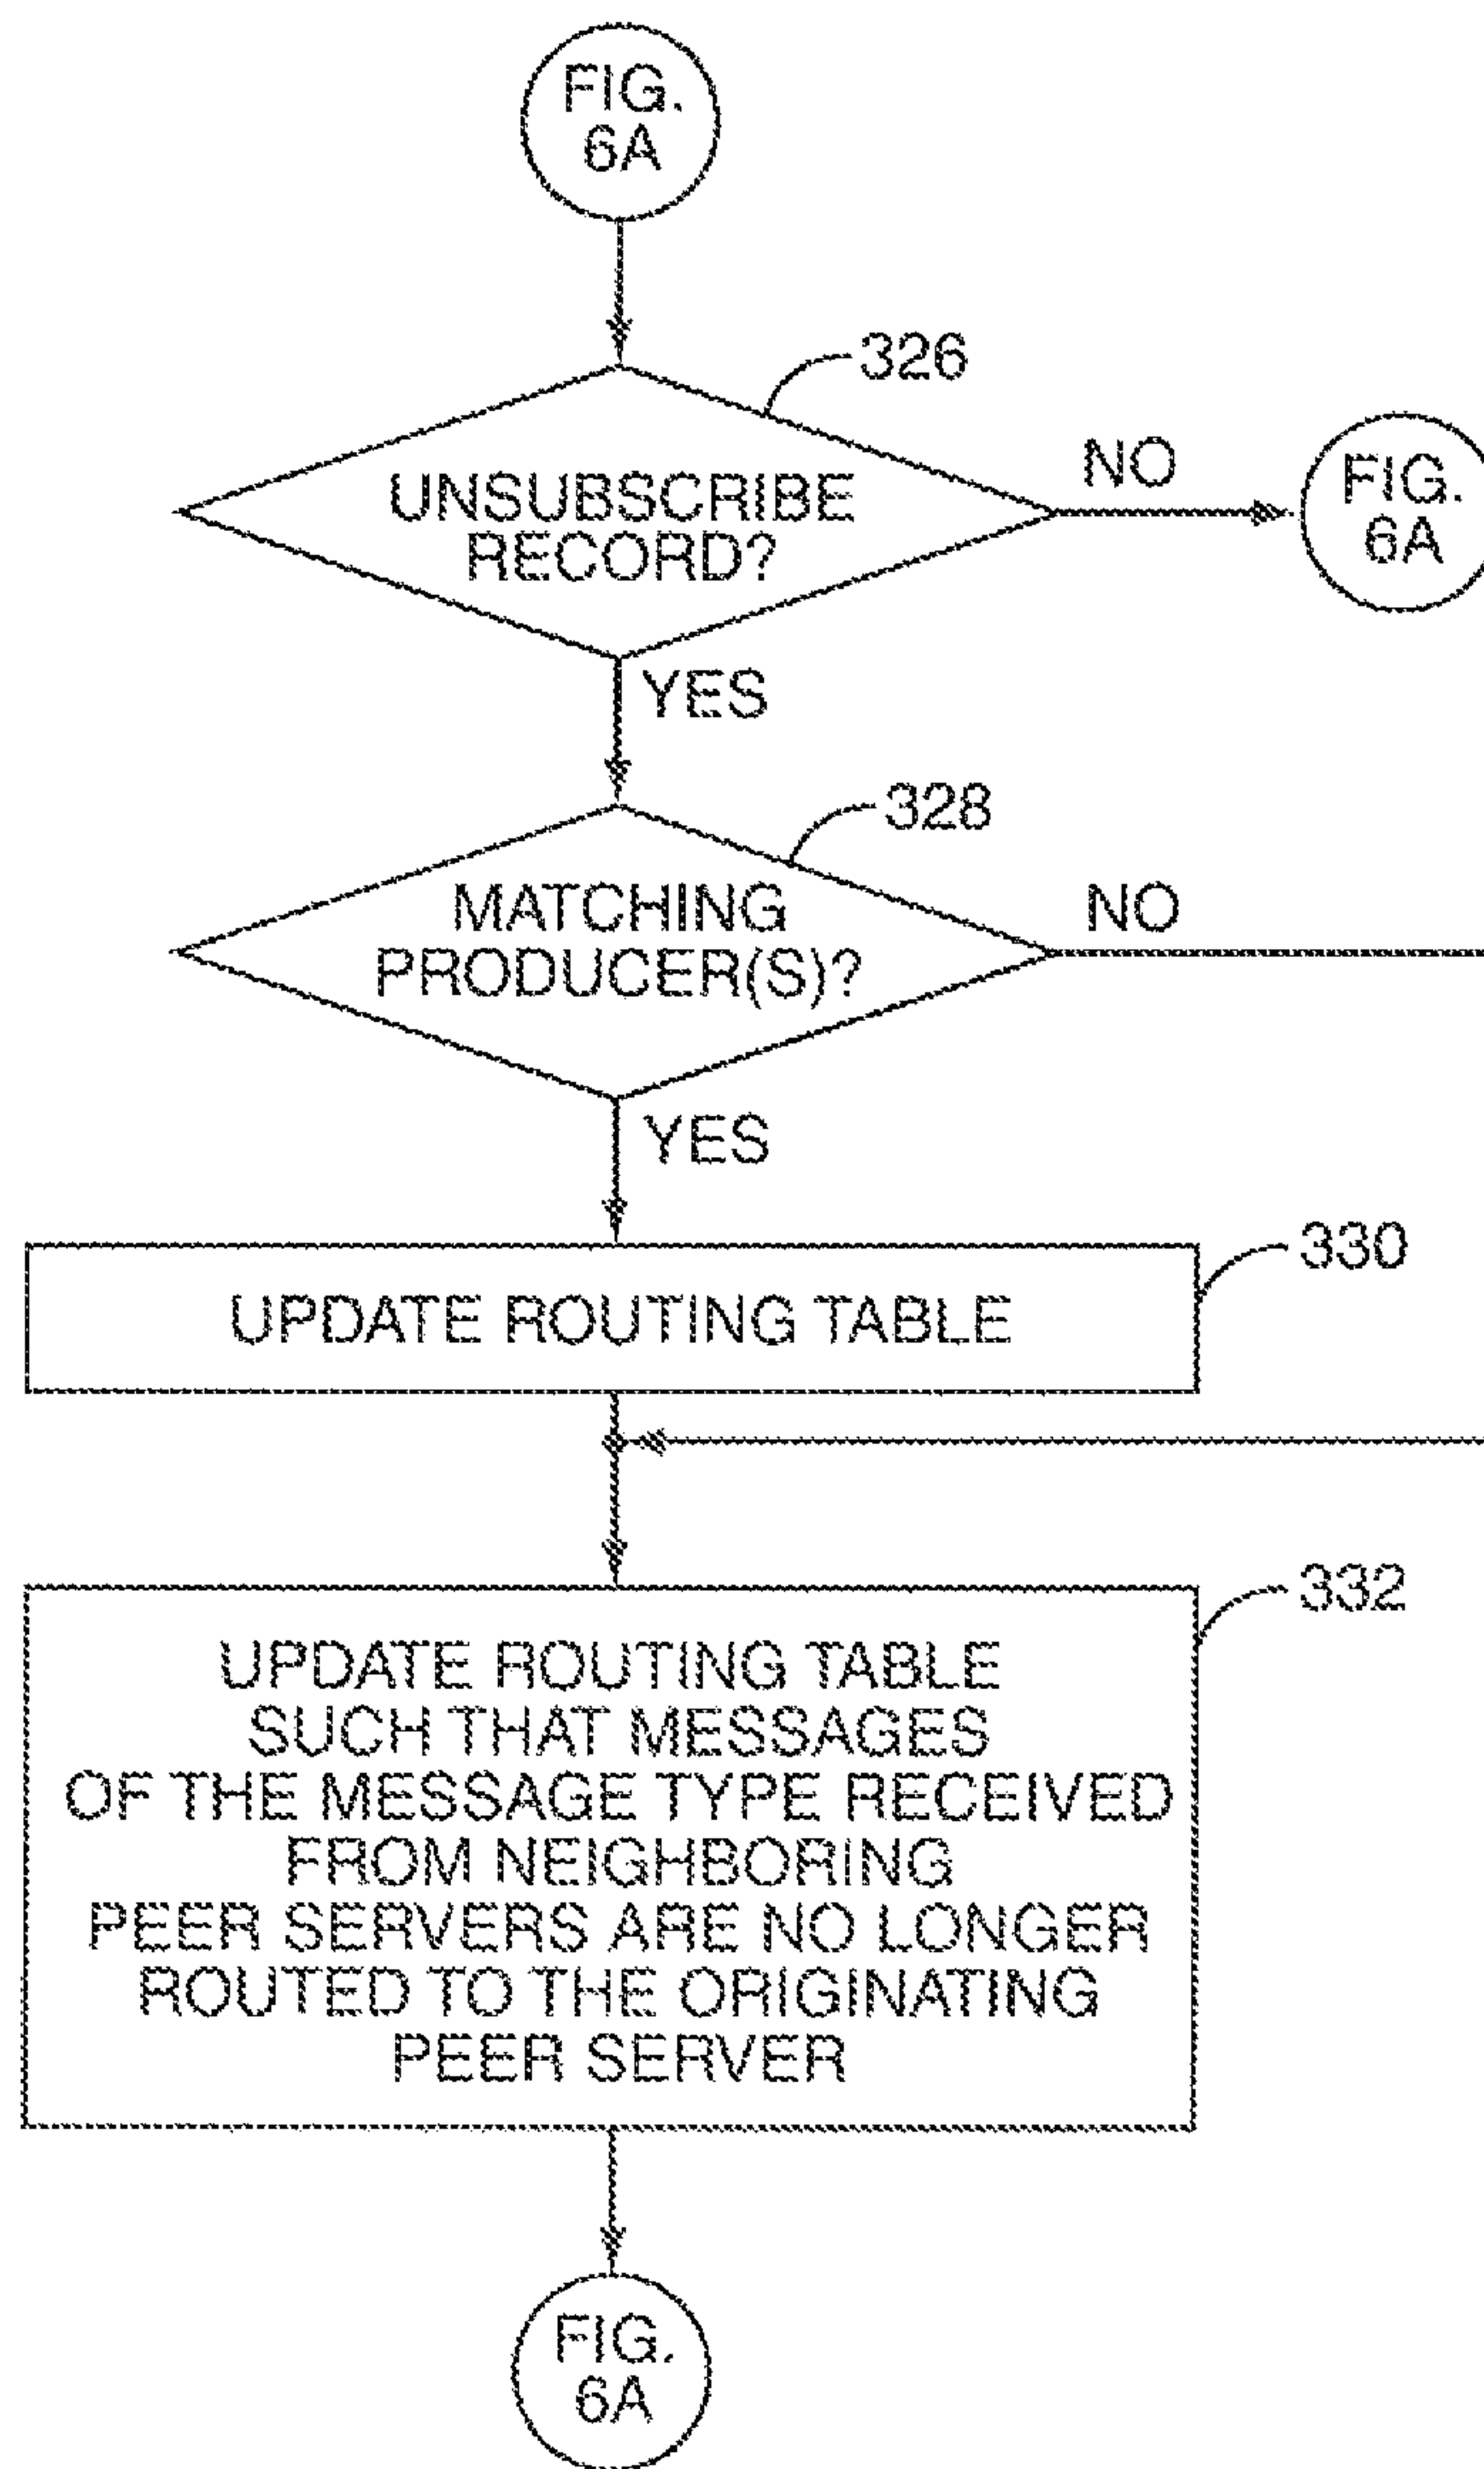 FIG.
6A
326
UNSUBSCRIBE
RECORD?
NO
FIG.
6A
YES
328
MATCHING
PRODUCER(S)?
NO
YES
330
UPDATE ROUTING TABLE
332
UPDATE ROUTING TABLE
SUCH THAT MESSAGES
OF THE MESSAGE TYPE RECEIVED
FROM NEIGHBORING
PEER SERVERS ARE NO LONGER
ROUTED TO THE ORIGINATING
PEER SERVER
FIG.
6A